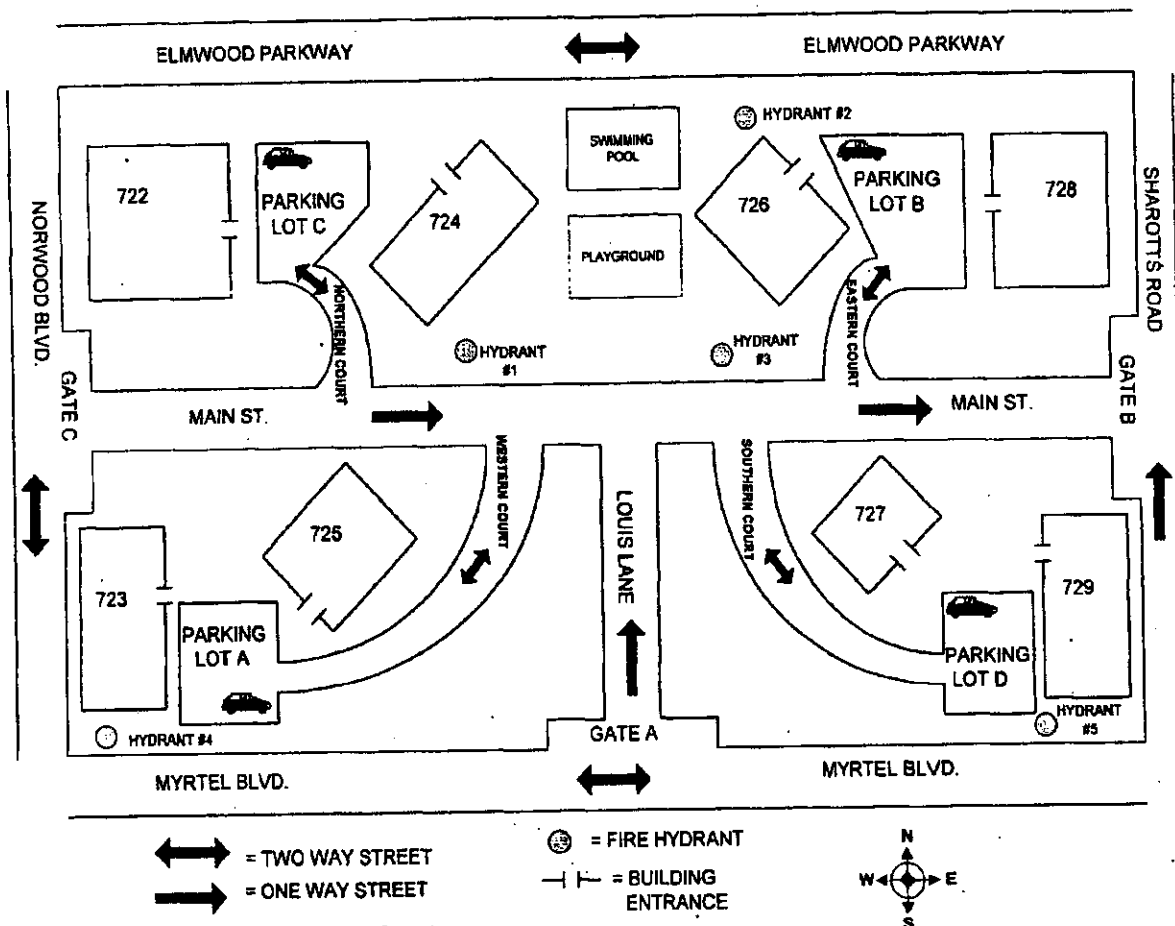 ELMWOOD PARKWAY
ELMWOOD PARKWAY
HYDRANT #2
SWIMMING
POOL
722
PARKING
LOT C
724
726
PARKING
LOT B
728
PLAYGROUND
NORWOOD BLVD.
SHAROTTS ROAD
NORTHERN COURT
EASTERN COURT
HYDRANT
#1
HYDRANT
#3
GATE C
GATE B
MAIN ST.
MAIN ST.
WESTERN COURT
SOUTHERN COURT
LOUIS LANE
725
727
723
729
PARKING
LOT A
PARKING
LOT D
HYDRANT #4
GATE A
HYDRANT
#5
MYRTEL BLVD.
MYRTEL BLVD.
= TWO WAY STREET
= ONE WAY STREET
= FIRE HYDRANT
= BUILDING
ENTRANCE
N
W
E
S